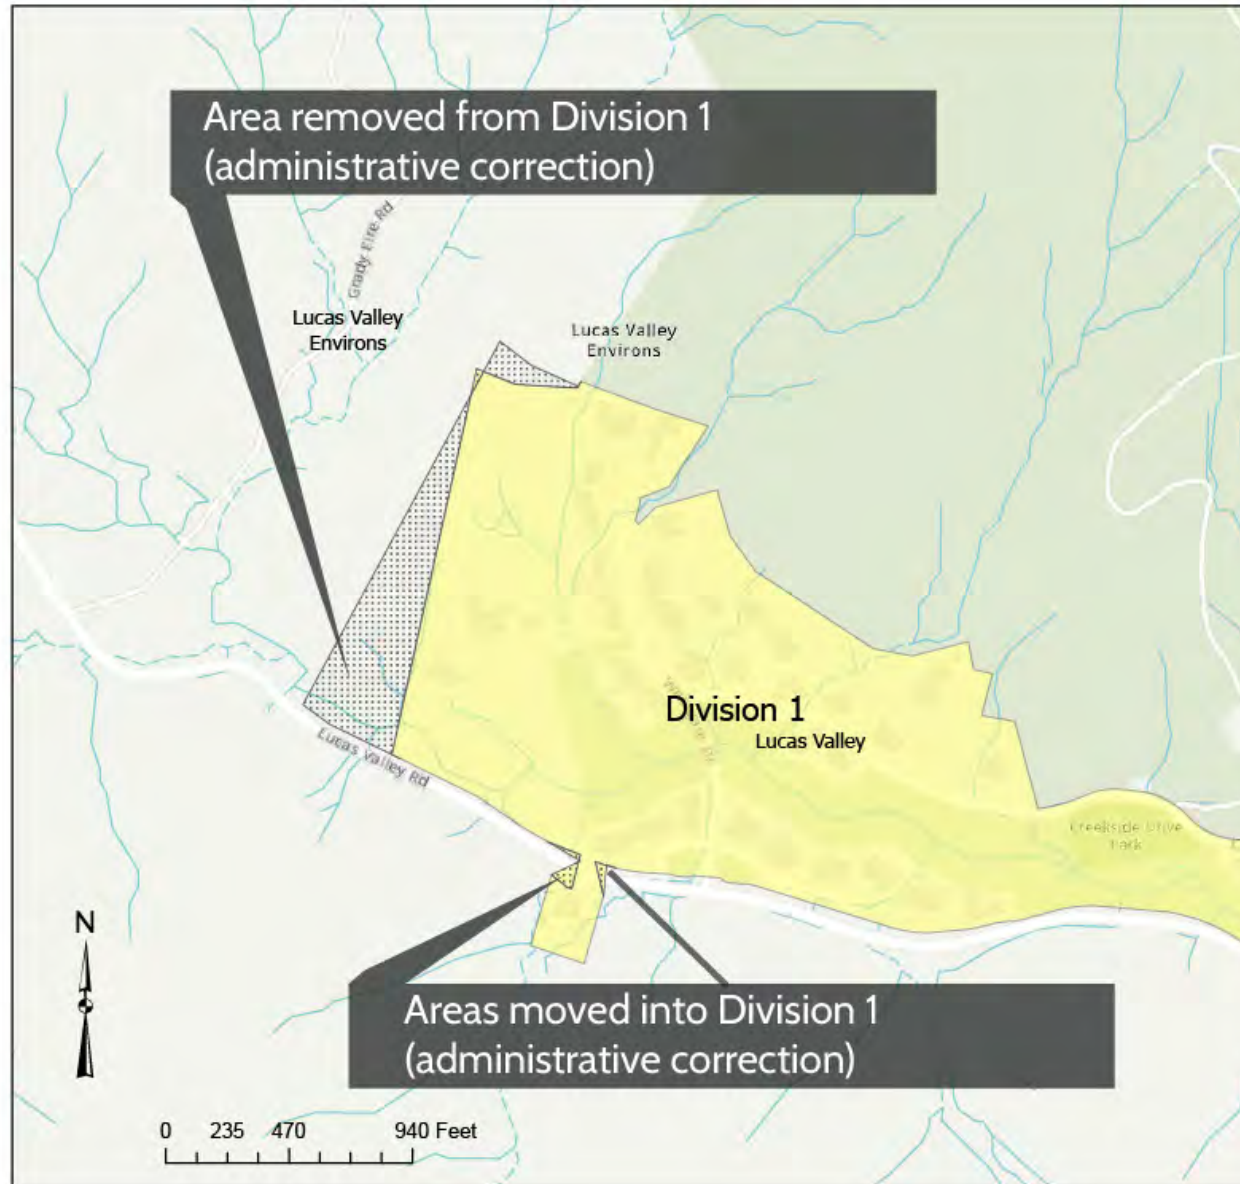 Area removed from Division 1
(administrative correction)
Grady Eire Rd
Lucas Valley
Environs
Lucas Valley
Environs
Division 1
Lucas Valley
Lucas Valley Rd
Creekside Drive
Park
N
Areas moved into Division 1
(administrative correction)
0 235 470 940 Feet